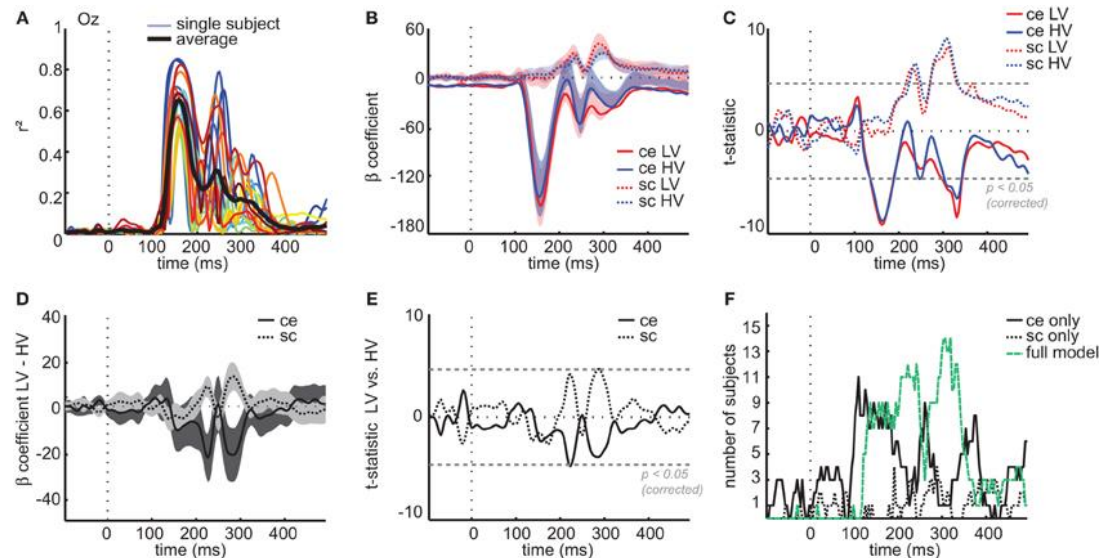 A Oz
single subject
average
r²
1
0.8
0.6
0.4
0.2
0
0 100 200 300 400
time (ms)
B
β coefficient
60
0
-60
-120
-180
ce LV
ce HV
sc LV
sc HV
0 100 200 300 400
time (ms)
C
ce LV
ce HV
sc LV
sc HV
t-statistic
10
0
-10
p < 0.05
(corrected)
0 100 200 300 400
time (ms)
D
ce
sc
β coefficient LV - HV
40
20
0
-20
-40
0 100 200 300 400
time (ms)
E
ce
sc
t-statistic LV vs. HV
10
0
-10
p < 0.05
(corrected)
0 100 200 300 400
time (ms)
F
ce only
sc only
full model
number of subjects
15
13
11
9
7
5
3
1
0 100 200 300 400
time (ms)